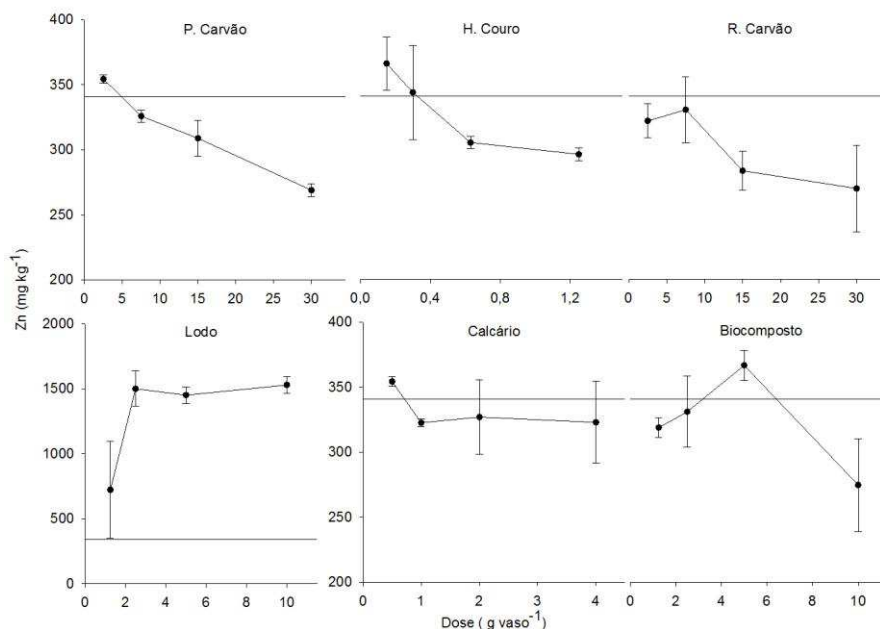 P. Carvão
H. Couro
R. Carvão
400
350
300
250
200
0 5 10 15 20 25 30
0,0 0,4 0,8 1,2
0 5 10 15 20 25 30
Zn (mg kg⁻¹)
Lodo
Calcário
Biocomposto
2000
1500
1000
500
0
400
350
300
250
200
0 2 4 6 8 10
0 1 2 3 4
0 2 4 6 8 10
Dose ( g vaso⁻¹)